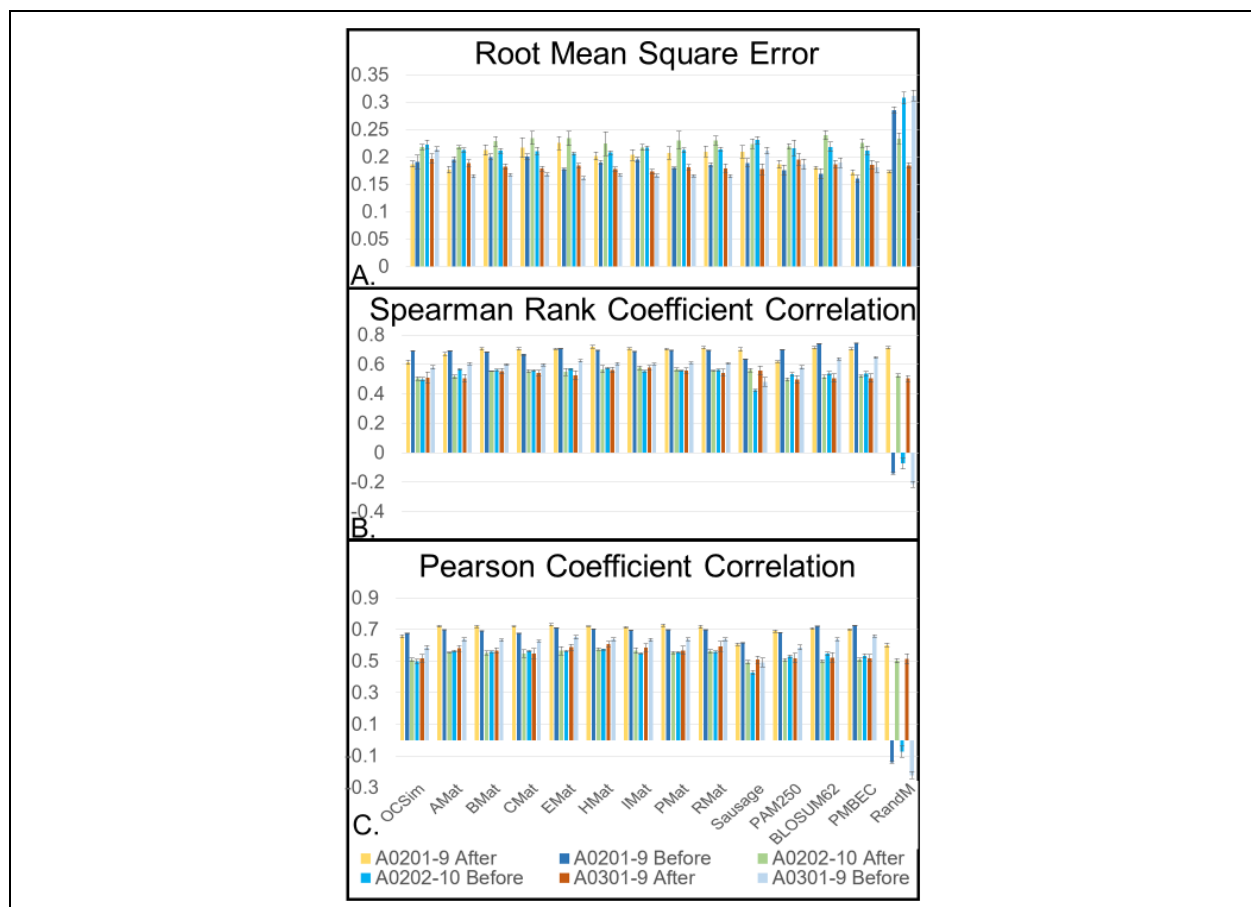 Root Mean Square Error
0.35
0.3
0.25
0.2
0.15
0.1
0.05
0
A.
Spearman Rank Coefficient Correlation
0.8
0.6
0.4
0.2
0
-0.2
-0.4
B.
Pearson Coefficient Correlation
0.9
0.7
0.5
0.3
0.1
-0.1
-0.3
OCSim
AMat
BMat
CMat
EMat
HMat
IMat
PMat
RMat
Sausage
PAM250
BLOSUM62
PMBEC
RandM
C.
A0201-9 After
A0201-9 Before
A0202-10 After
A0202-10 Before
A0301-9 After
A0301-9 Before